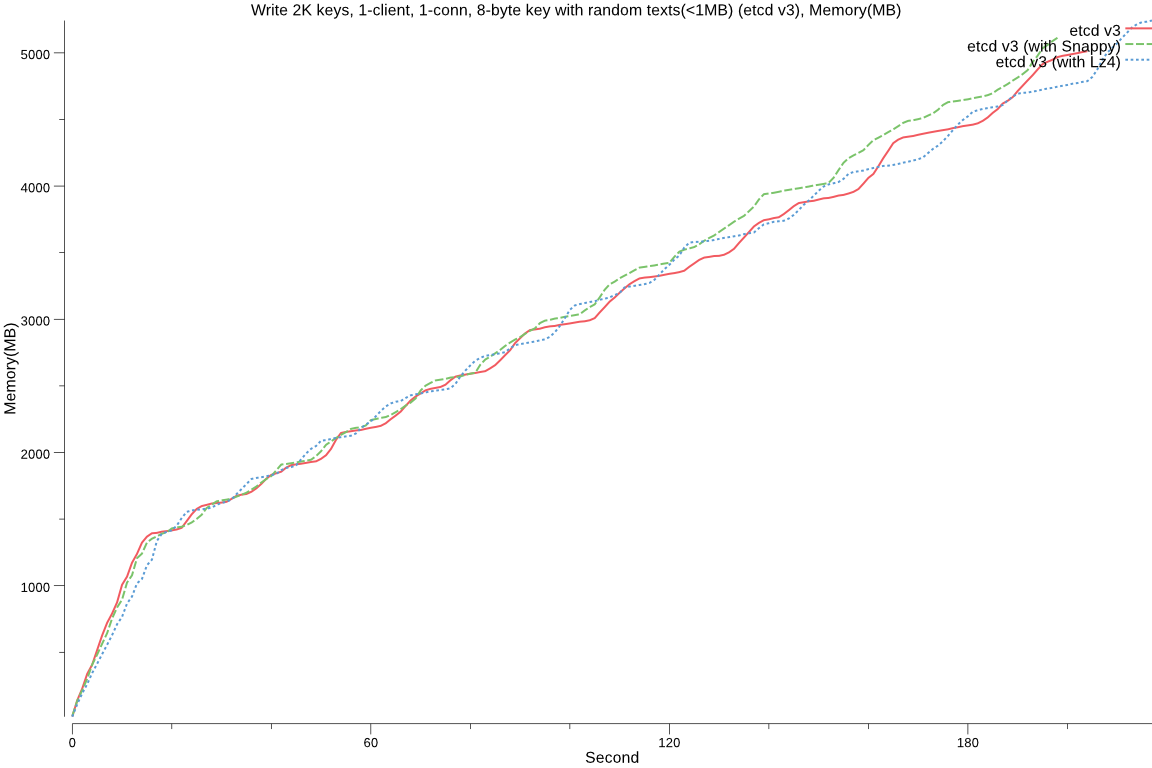 Write 2K keys, 1-client, 1-conn, 8-byte key with random texts(<1MB) (etcd v3), Memory(MB)
etcd v3
etcd v3 (with Snappy)
etcd v3 (with Lz4)
5000
4000
3000
2000
1000
Memory(MB)
0
60
120
180
Second